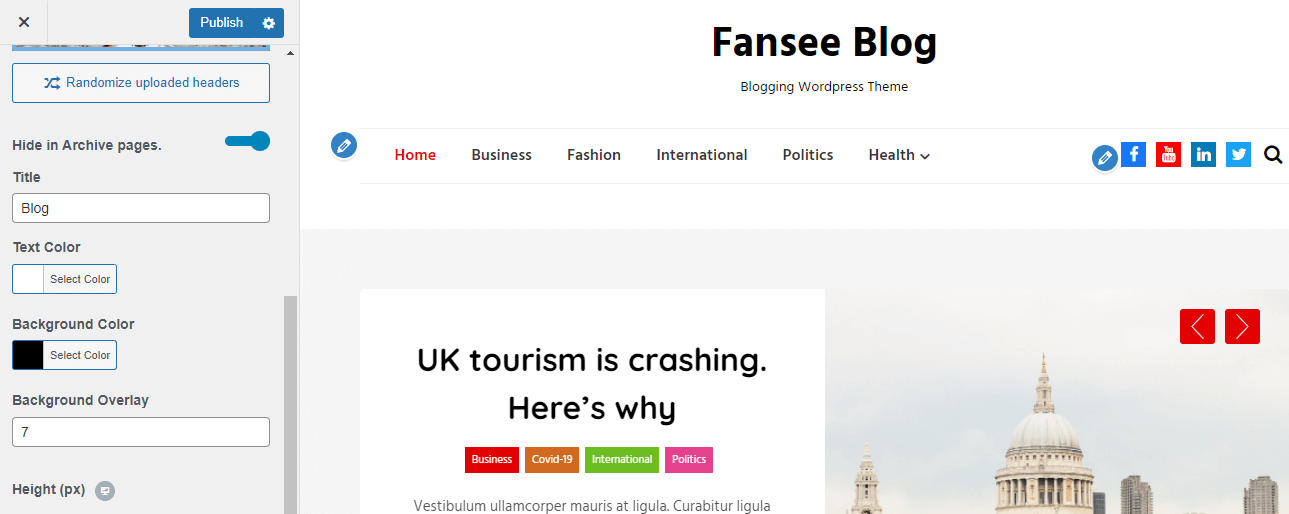 Publish
Randomize uploaded headers
Hide in Archive pages.
Title
Blog
Text Color
Select Color
Background Color
Select Color
Background Overlay
7
Height (px)
Fansee Blog
Blogging Wordpress Theme
Home Business Fashion International Politics Health
You Tube
UK tourism is crashing.
Here's why
Business Covid-19 International Politics
Vestibulum ullamcorper mauris at ligula. Curabitur ligula